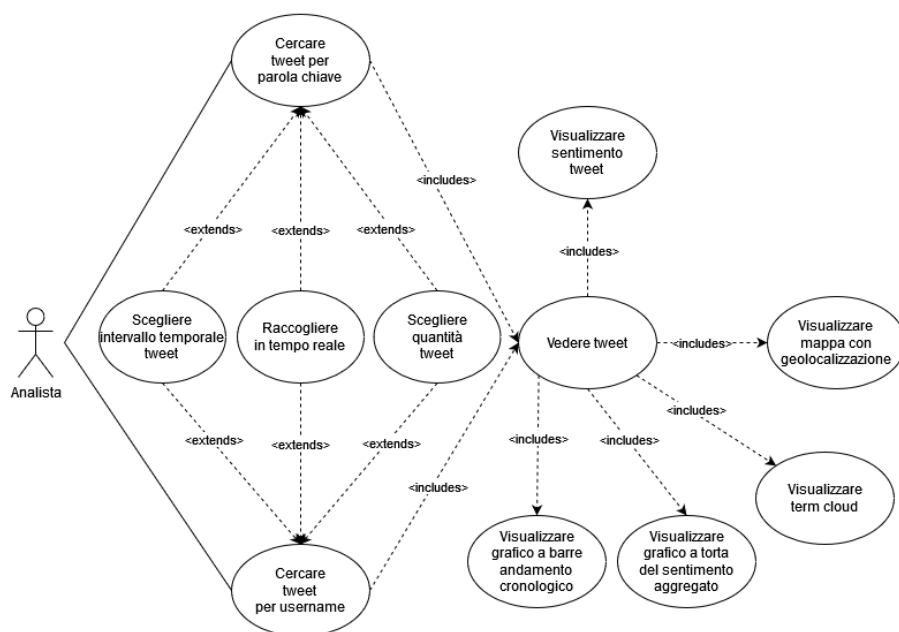 Cercare
tweet per
parola chiave
Visualizzare
sentimento
tweet
<includes>
<extends>
<extends>
<extends>
<includes>
Analista
Scegliere
intervallo temporale
tweet
Raccogliere
in tempo reale
Scegliere
quantità
tweet
Vedere tweet
<includes>
Visualizzare
mappa con
geolocalizzazione
<includes>
<extends>
<extends>
<extends>
<includes>
<includes>
<includes>
Visualizzare
term cloud
Visualizzare
grafico a barre
andamento
cronologico
Visualizzare
grafico a torta
del sentimento
aggregato
Cercare
tweet
per username